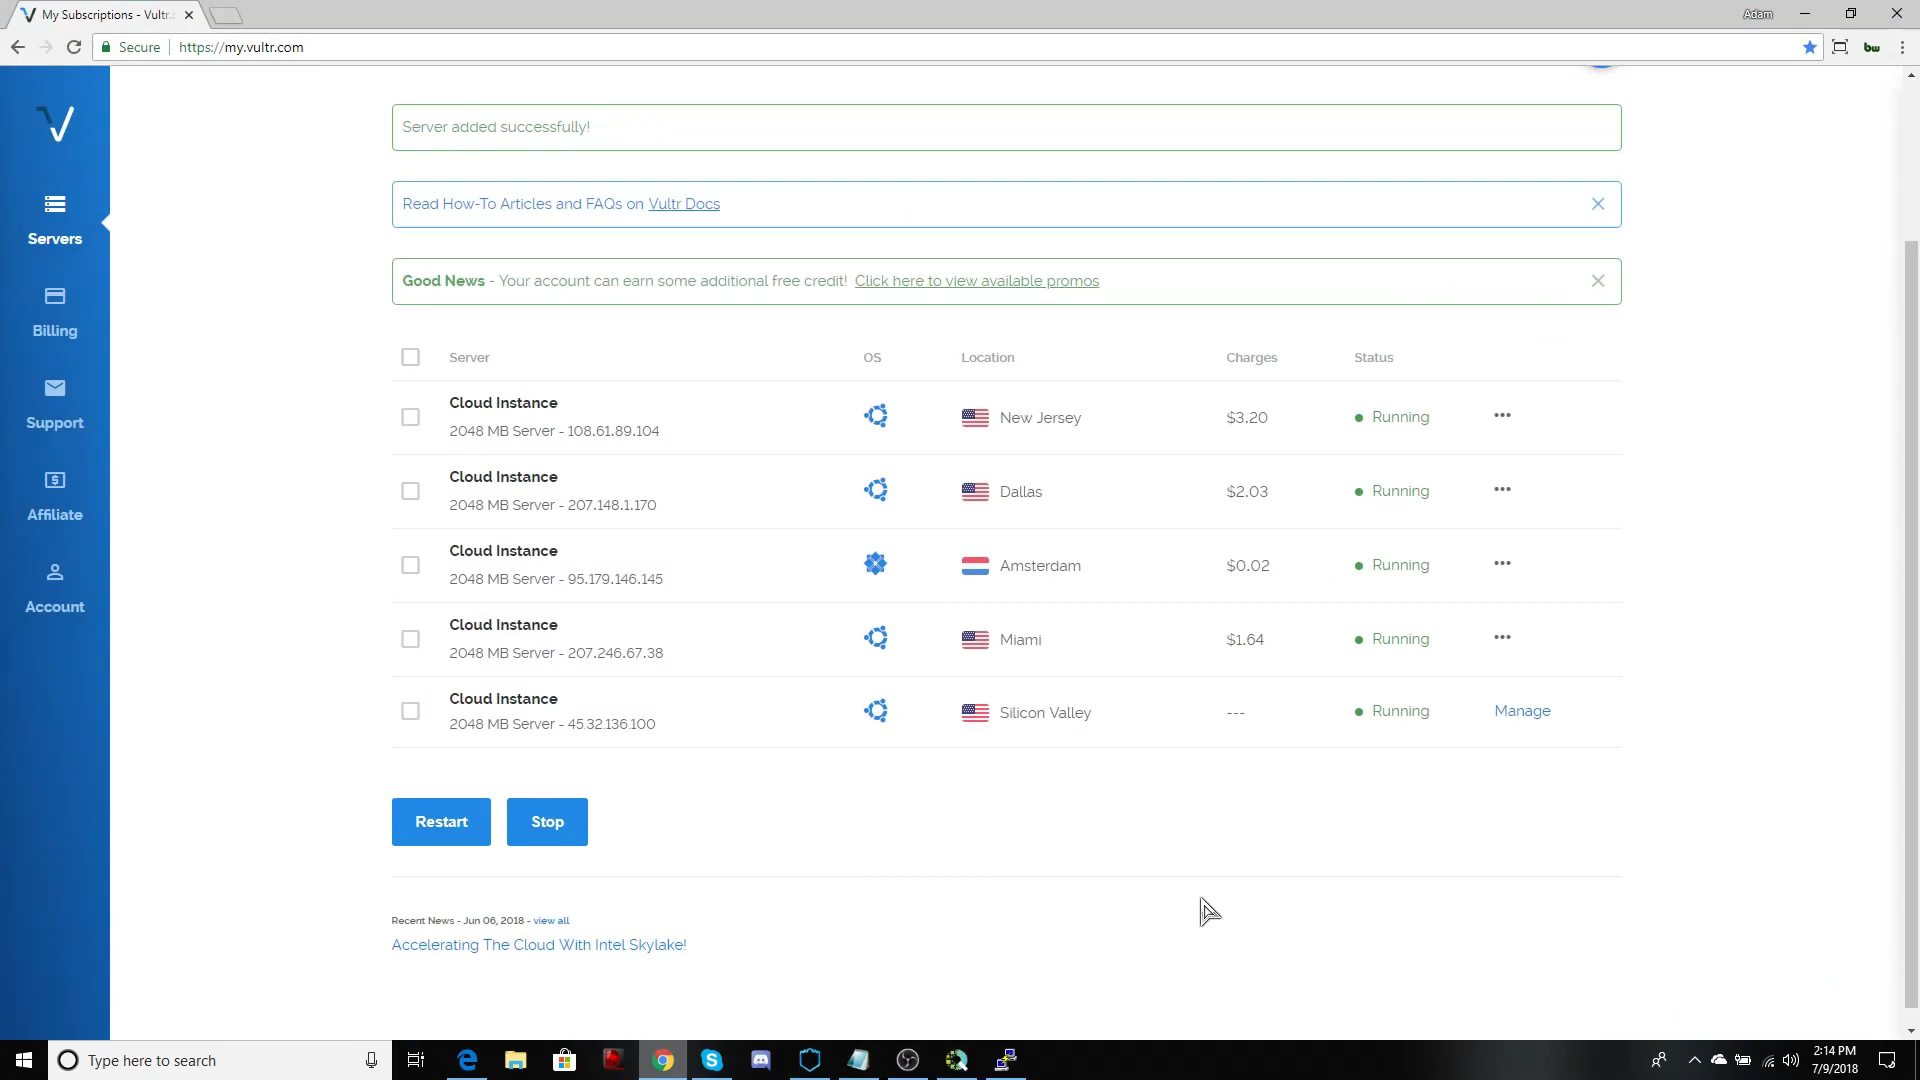 My Subscriptions - Vultr.c
Adam
Secure
https://my.vultr.com
bw
Server added successfully!
Servers
Read How-To Articles and FAQs on Vultr Docs
Billing
Good News - Your account can earn some additional free credit! Click here to view available promos
Support
Affiliate
Account
Server OS Location Charges Status
Cloud Instance
2048 MB Server - 108.61.89.104
New Jersey $3.20 Running
Cloud Instance
2048 MB Server - 207.148.1.170
Dallas $2.03 Running
Cloud Instance
2048 MB Server - 95.179.146.145
Amsterdam $0.02 Running
Cloud Instance
2048 MB Server - 207.246.67.38
Miami $1.64 Running
Cloud Instance
2048 MB Server - 45.32.136.100
Silicon Valley --- Running Manage
Restart Stop
Recent News - Jun 06, 2018 - view all
Accelerating The Cloud With Intel Skylake!
Type here to search
2:14 PM
7/9/2018